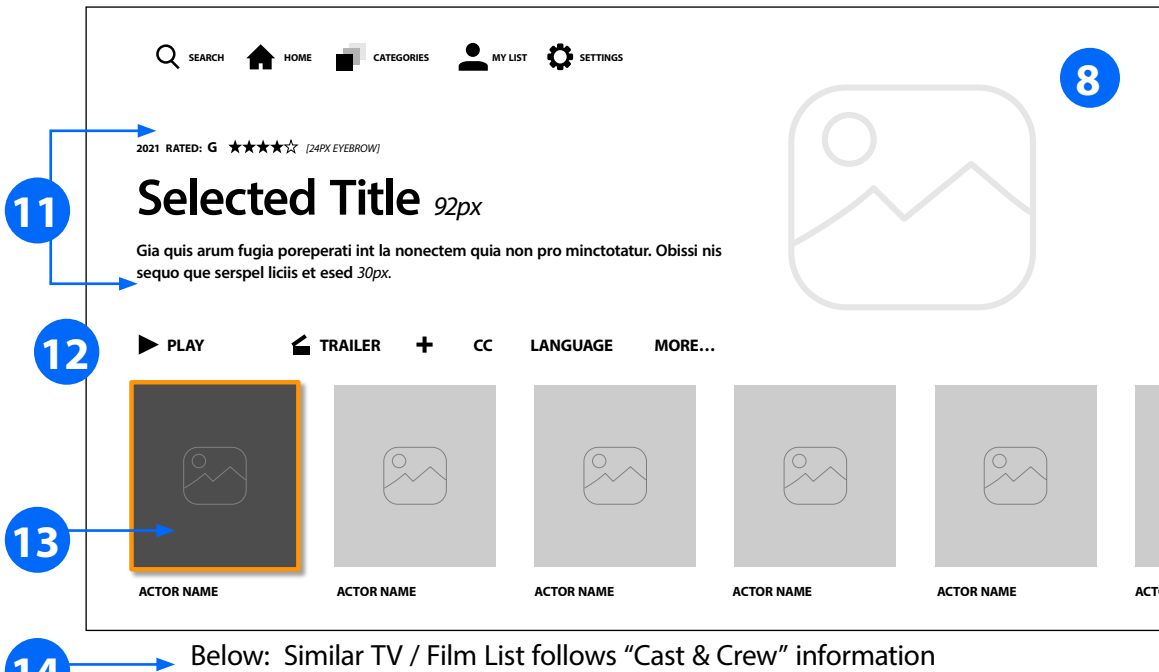 SEARCH HOME CATEGORIES MY LIST SETTINGS
8
2021 RATED: G ★★★★☆ [24PX EYEBROW]
11
Selected Title 92px
Gia quis arum fugia poreperati int la nonectem quia non pro minctotatur. Obissi nis
sequo que serspel liciis et esed 30px.
12
PLAY TRAILER + CC LANGUAGE MORE…
13
ACTOR NAME ACTOR NAME ACTOR NAME ACTOR NAME ACTOR NAME ACT
14
Below: Similar TV / Film List follows “Cast & Crew” information